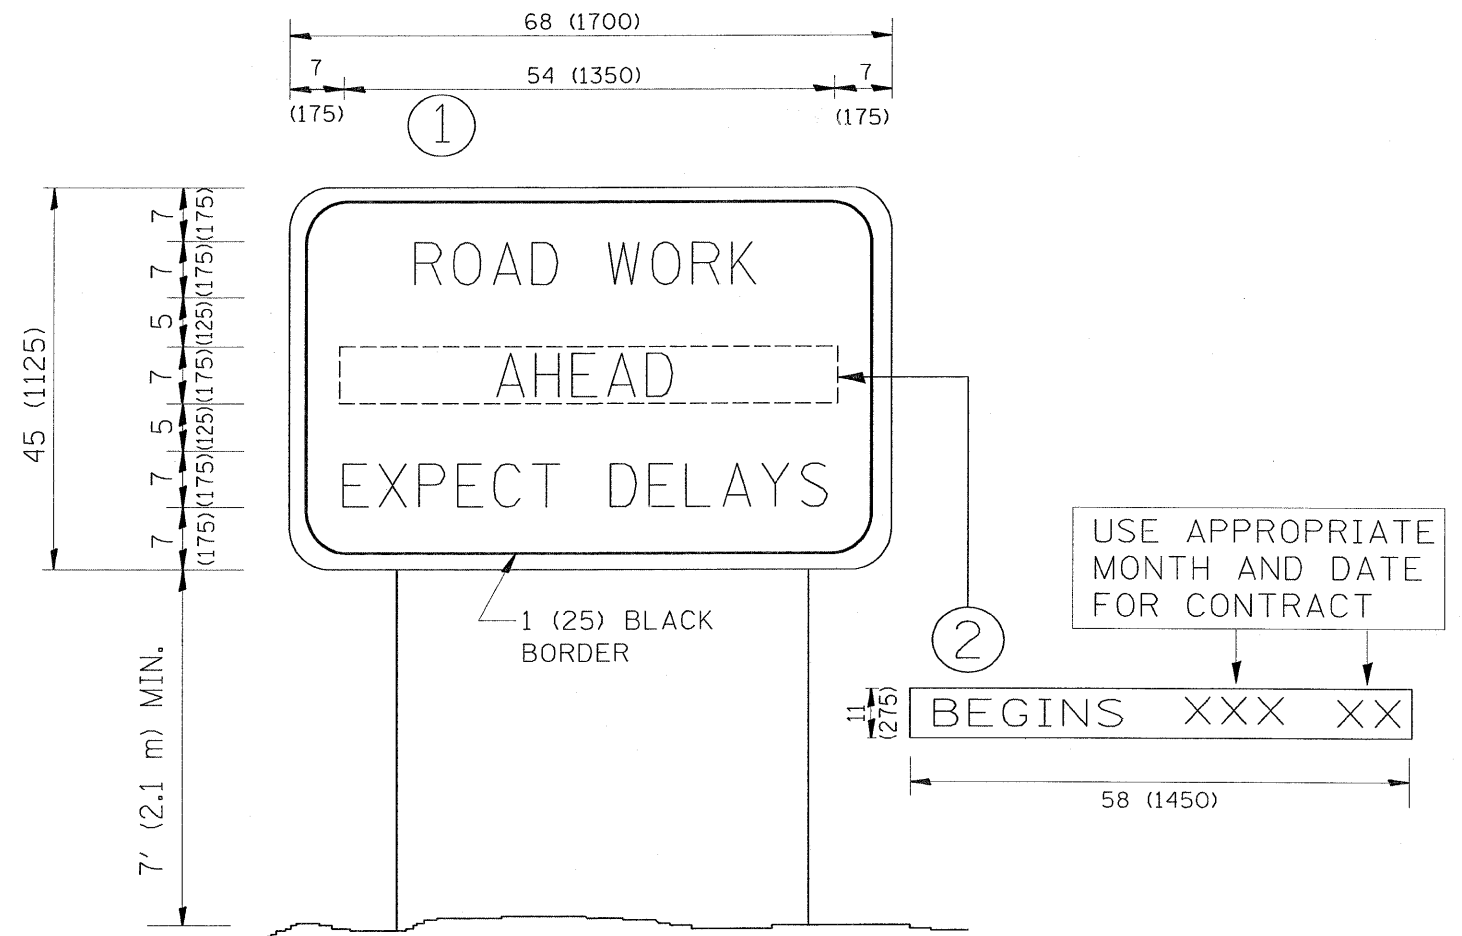 68 (1700)
7
54 (1350)
7
(175)
(175)
1
45 (1125)
7
(175)
7
(175)
5
(125)
7
(175)
5
(125)
7
(175)
7
(175)
7' (2.1 m) MIN.
ROAD WORK
AHEAD
EXPECT DELAYS
1 (25) BLACK
BORDER
2
USE APPROPRIATE
MONTH AND DATE
FOR CONTRACT
11
(275)
BEGINS XXX XX
58 (1450)